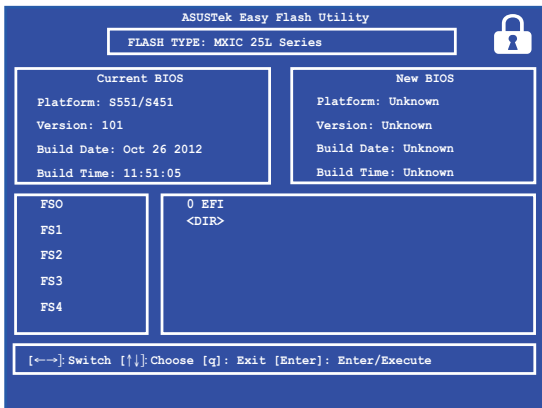 ASUSTek Easy Flash Utility
FLASH TYPE: MXIC 25L Series
Current BIOS
Platform: S551/S451
Version: 101
Build Date: Oct 26 2012
Build Time: 11:51:05
New BIOS
Platform: Unknown
Version: Unknown
Build Date: Unknown
Build Time: Unknown
FSO
FS1
FS2
FS3
FS4
0 EFI
<DIR>
[←→]: Switch [↑↓]: Choose [q]: Exit [Enter]: Enter/Execute